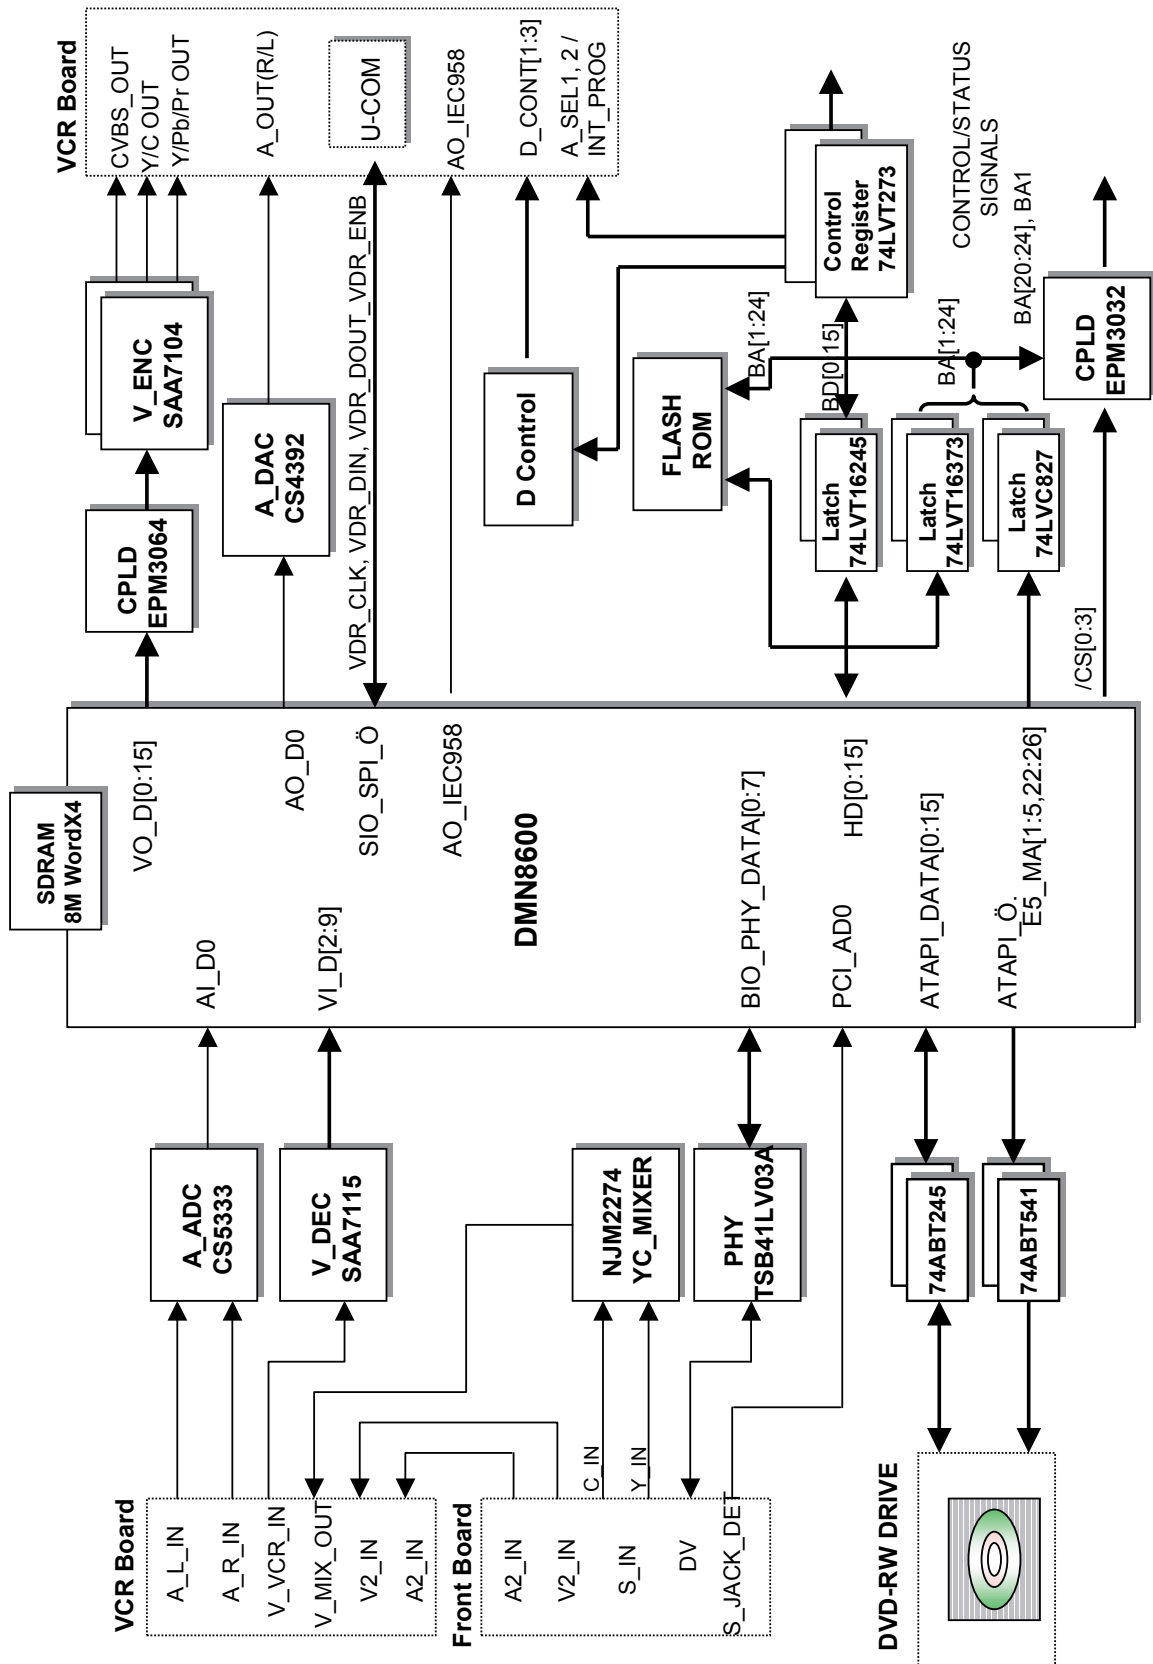 VCR Board
A_L_IN
A_R_IN
V_VCR_IN
V_MIX_OUT
V2_IN
A2_IN
Front Board
A2_IN
V2_IN
S_IN
DV
S_JACK_DET
C_IN
Y_IN
DVD-RW DRIVE
A_ADC
CS5333
V_DEC
SAA7115
NJM2274
YC_MIXER
PHY
TSB41LV03A
74ABT245
74ABT541
SDRAM
8M WordX4
DMN8600
AI_D0
VI_D[2:9]
BIO_PHY_DATA[0:7]
PCI_AD0
ATAPI_DATA[0:15]
ATAPI_Ö.
VO_D[0:15]
AO_D0
SIO_SPI_Ö
AO_IEC958
HD[0:15]
E5_MA[1:5,22:26]
CPLD
EPM3064
V_ENC
SAA7104
A_DAC
CS4392
VDR_CLK, VDR_DIN, VDR_DOUT_VDR_ENB
D Control
FLASH
ROM
Latch
74LVT16245
Latch
74LVT16373
Latch
74LVC827
/CS[0:3]
BA[1:24]
BD[0:15]
BA[1:24]
Control
Register
74LVT273
CPLD
EPM3032
BA[20:24], BA1
CONTROL/STATUS
SIGNALS
VCR Board
CVBS_OUT
Y/C OUT
Y/Pb/Pr OUT
A_OUT(R/L)
U-COM
AO_IEC958
D_CONT[1:3]
A_SEL1, 2 /
INT_PROG